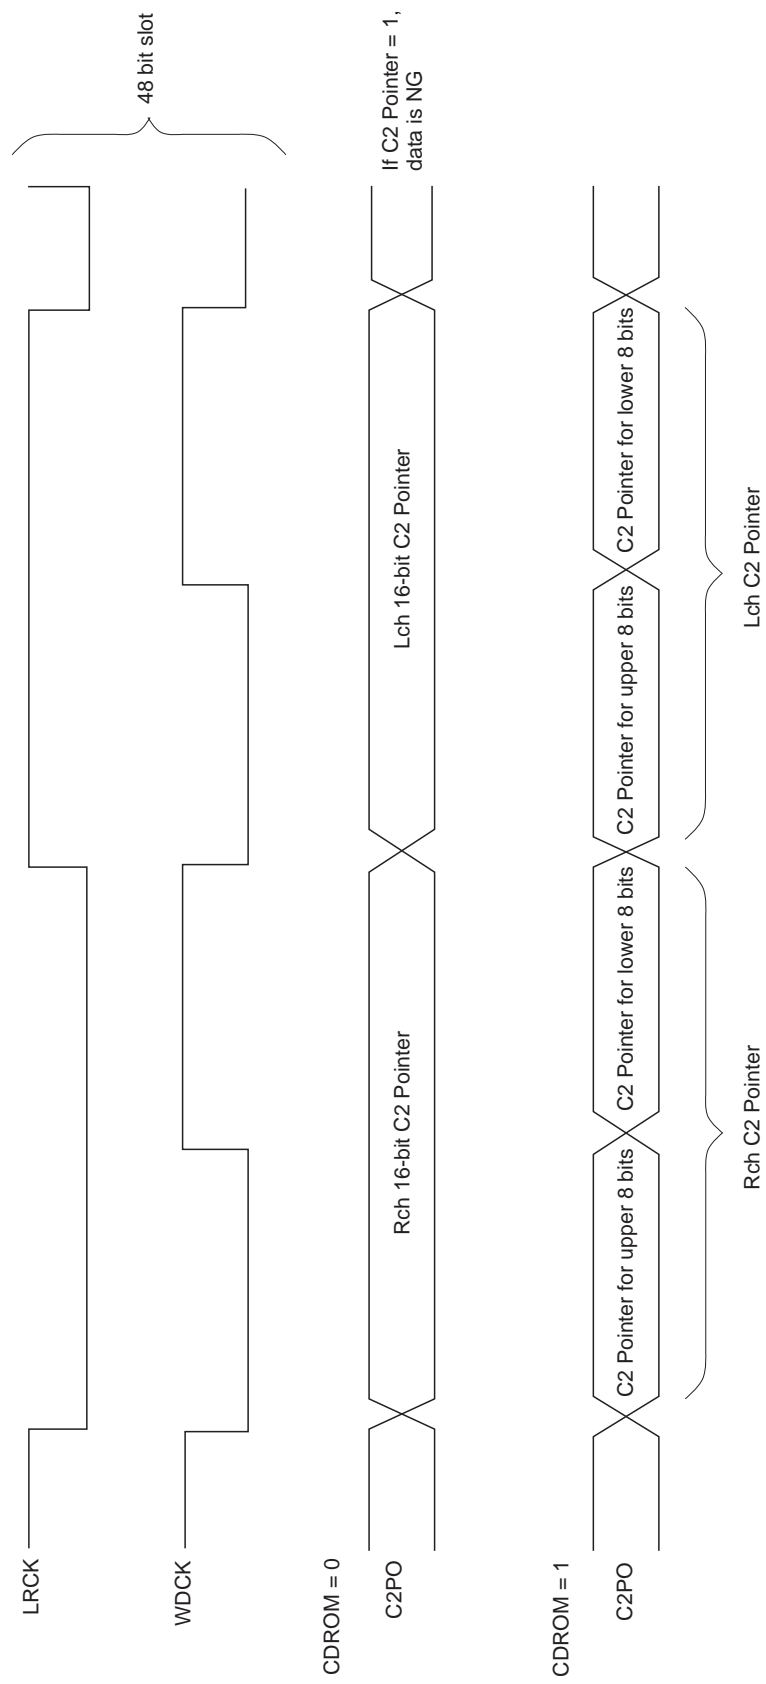 LRCK
48 bit slot
WDCK
CDROM = 0
C2PO
Rch 16-bit C2 Pointer
Lch 16-bit C2 Pointer
If C2 Pointer = 1,
data is NG
CDROM = 1
C2PO
C2 Pointer for upper 8 bits
C2 Pointer for lower 8 bits
C2 Pointer for upper 8 bits
C2 Pointer for lower 8 bits
Rch C2 Pointer
Lch C2 Pointer